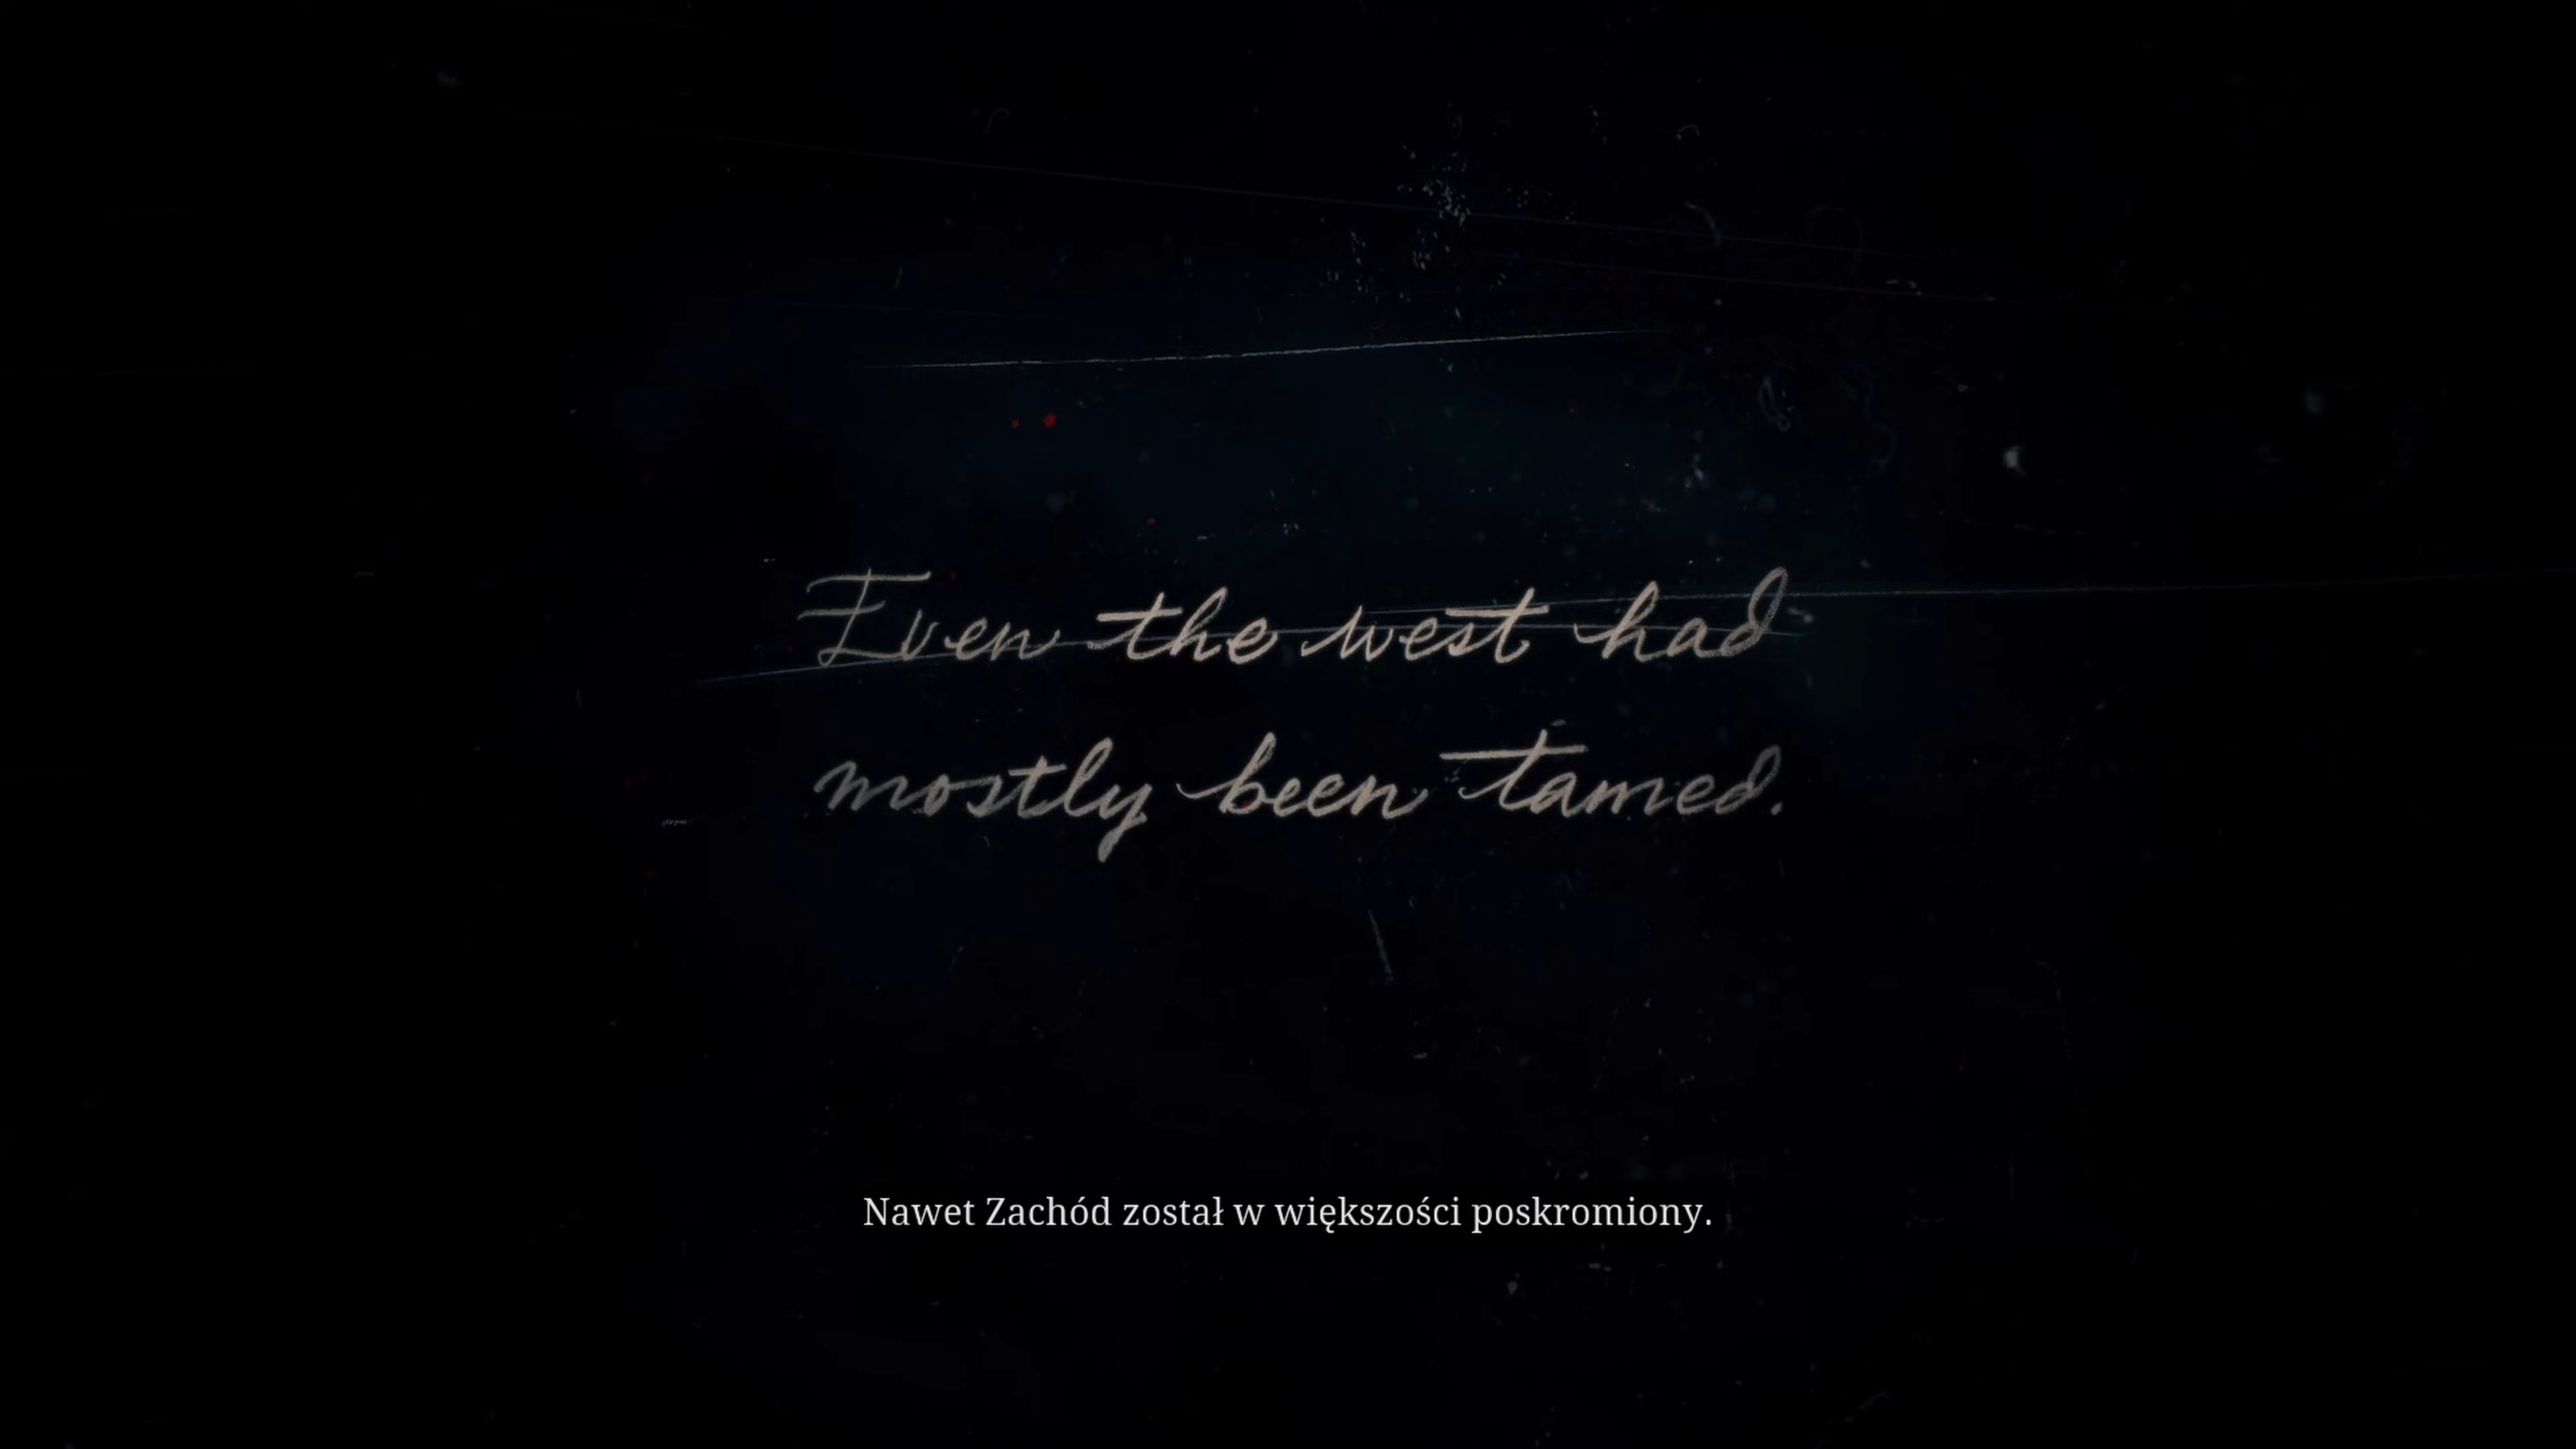 Even the west had
mostly been tamed.
Nawet Zachód został w większości poskromiony.